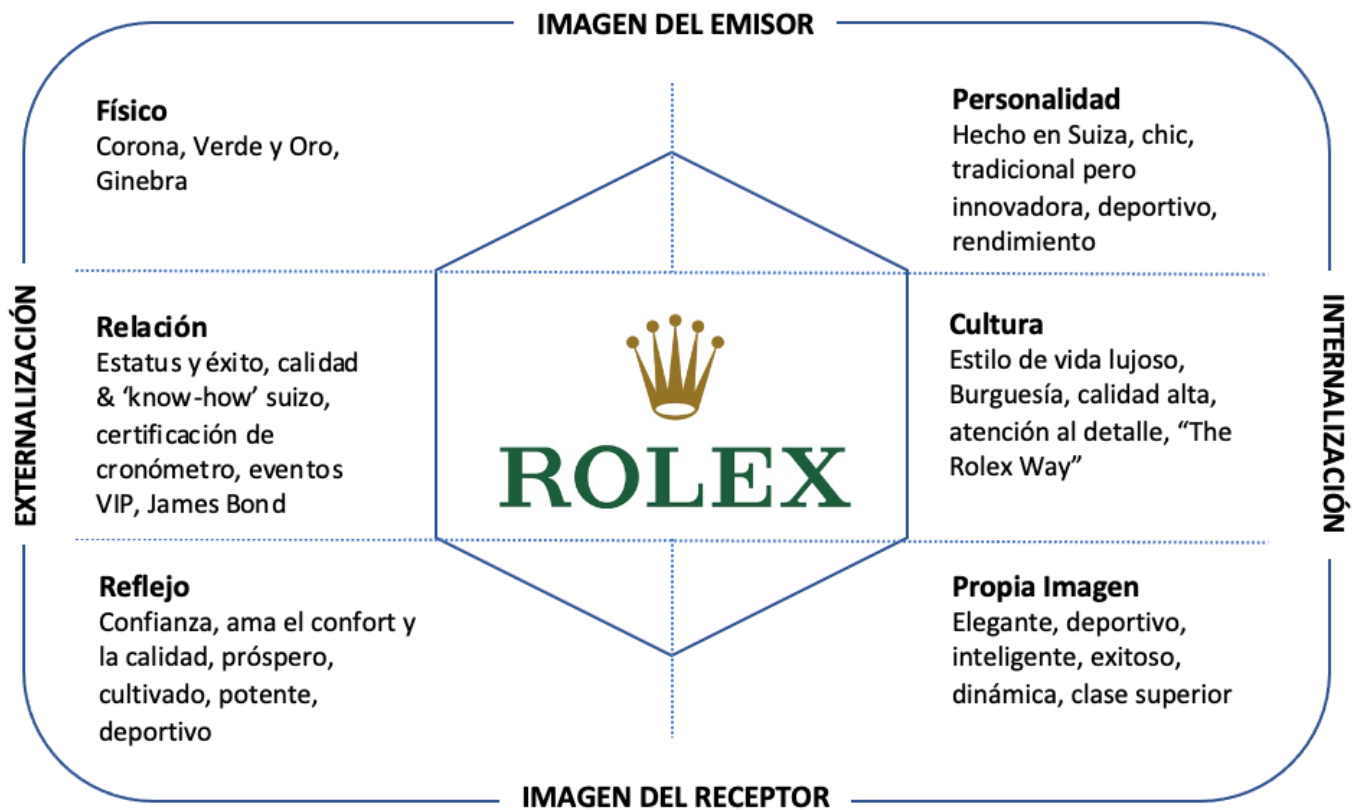 IMAGEN DEL EMISOR
Físico
Corona, Verde y Oro,
Ginebra
Personalidad
Hecho en Suiza, chic,
tradicional pero
innovadora, deportivo,
rendimiento
EXTERNALIZACIÓN
Relación
Estatus y éxito, calidad
& ‘know-how’ suizo,
certificación de
cronómetro, eventos
VIP, James Bond
ROLEX
Cultura
Estilo de vida lujoso,
Burguesía, calidad alta,
atención al detalle, “The
Rolex Way”
INTERNALIZACIÓN
Reflejo
Confianza, ama el confort y
la calidad, próspero,
cultivado, potente,
deportivo
Propia Imagen
Elegante, deportivo,
inteligente, exitoso,
dinámica, clase superior
IMAGEN DEL RECEPTOR